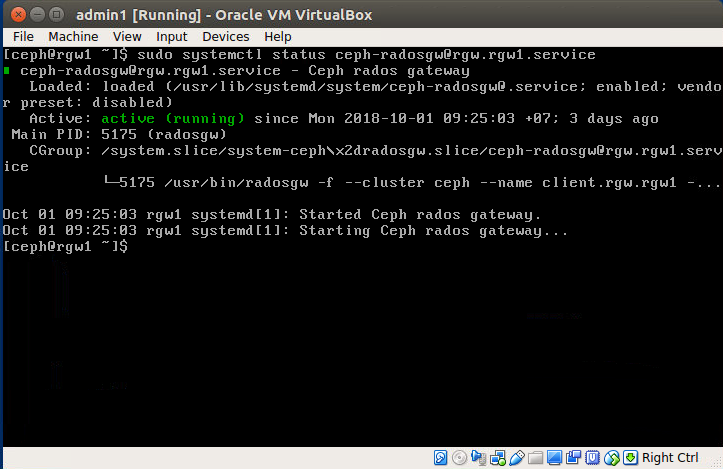 admin1 [Running] - Oracle VM VirtualBox
File Machine View Input Devices Help
[ceph@rgw1 ~]$ sudo systemctl status ceph-radosgw@rgw.rgw1.service
ceph-radosgw@rgw.rgw1.service - Ceph rados gateway
Loaded: loaded (/usr/lib/systemd/system/ceph-radosgw@.service; enabled; vendo
r preset: disabled)
Active: active (running) since Mon 2018-10-01 09:25:03 +07; 3 days ago
Main PID: 5175 (radosgw)
CGroup: /system.slice/system-ceph\x2dradosgw.slice/ceph-radosgw@rgw.rgw1.serv
ice
└─5175 /usr/bin/radosgw -f --cluster ceph --name client.rgw.rgw1 -...
Oct 01 09:25:03 rgw1 systemd[1]: Started Ceph rados gateway.
Oct 01 09:25:03 rgw1 systemd[1]: Starting Ceph rados gateway...
[ceph@rgw1 ~]$
Right Ctrl